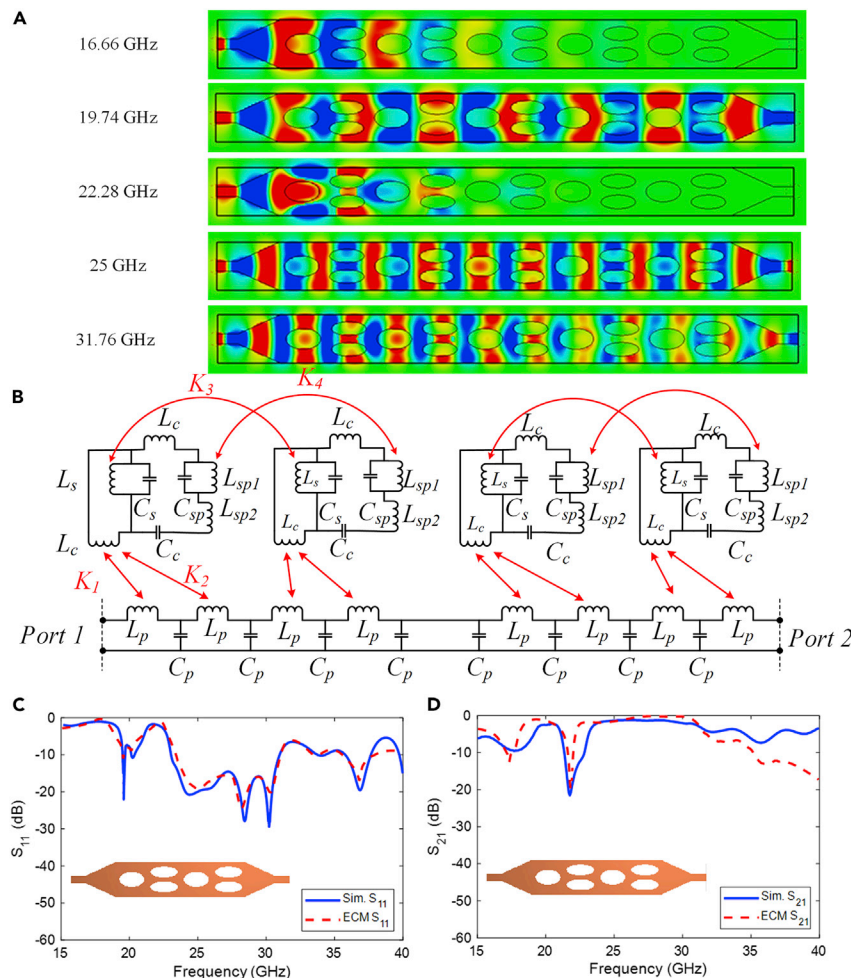 A
16.66 GHz
19.74 GHz
22.28 GHz
25 GHz
31.76 GHz
B
K3 K4
Lc Lc Lc Lc
Ls Ls Ls Ls
Lsp1 Lsp1 Lsp1 Lsp1
Cs Csp Cs Csp Cs Csp Cs Csp
Lsp2 Lsp2 Lsp2 Lsp2
Lc Cc Lc Cc Lc Cc Lc Cc
K1 K2
Port 1 Lp Lp Lp Lp Lp Lp Lp Lp Port 2
Cp Cp Cp Cp Cp Cp Cp
C
S11 (dB)
0
-10
-20
-30
-40
-50
-60
Sim. S11
ECM S11
15 20 25 30 35 40
Frequency (GHz)
D
S21 (dB)
0
-10
-20
-30
-40
-50
-60
Sim. S21
ECM S21
15 20 25 30 35 40
Frequency (GHz)